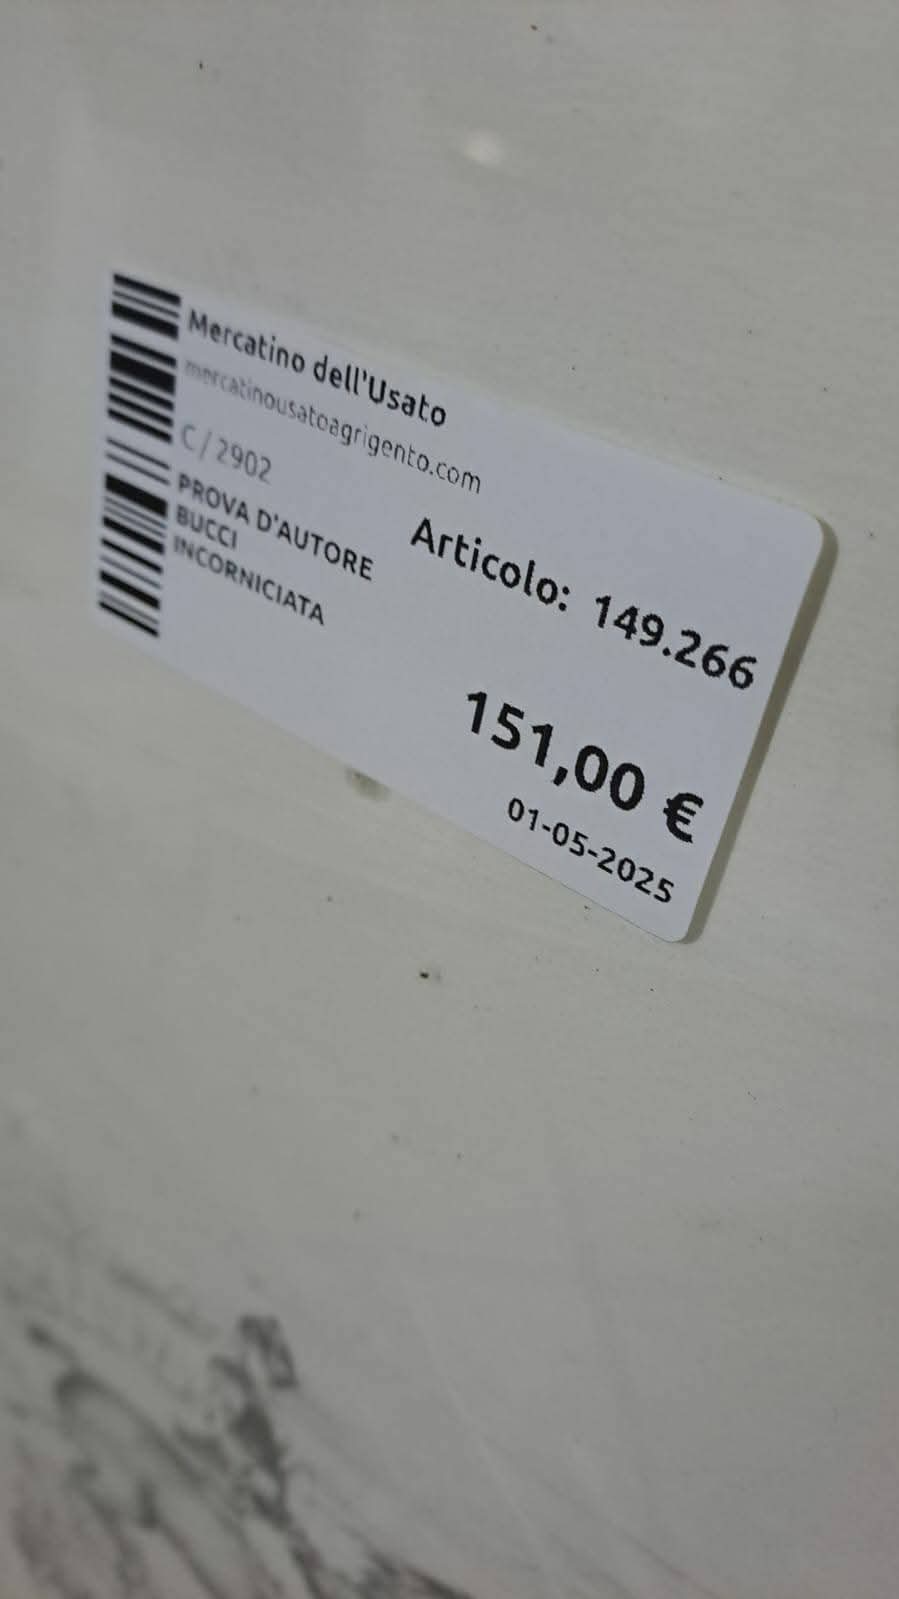 Mercatino dell'Usato
mercatinousatoagrigento.com
C / 2902
PROVA D'AUTORE
BUCCI
INCORNICIATA
Articolo: 149.266
151,00 €
01-05-2025